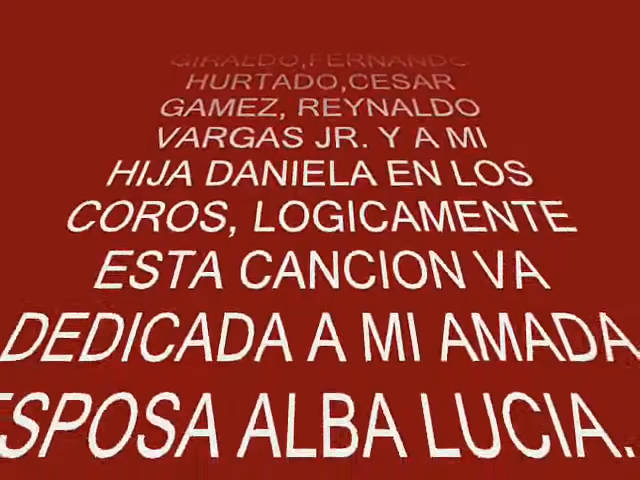 GIRALDO,FERNANDO
HURTADO,CESAR
GAMEZ, REYNALDO
VARGAS JR. Y A MI
HIJA DANIELA EN LOS
COROS, LOGICAMENTE
ESTA CANCION VA
DEDICADA A MI AMADA
ESPOSA ALBA LUCIA..